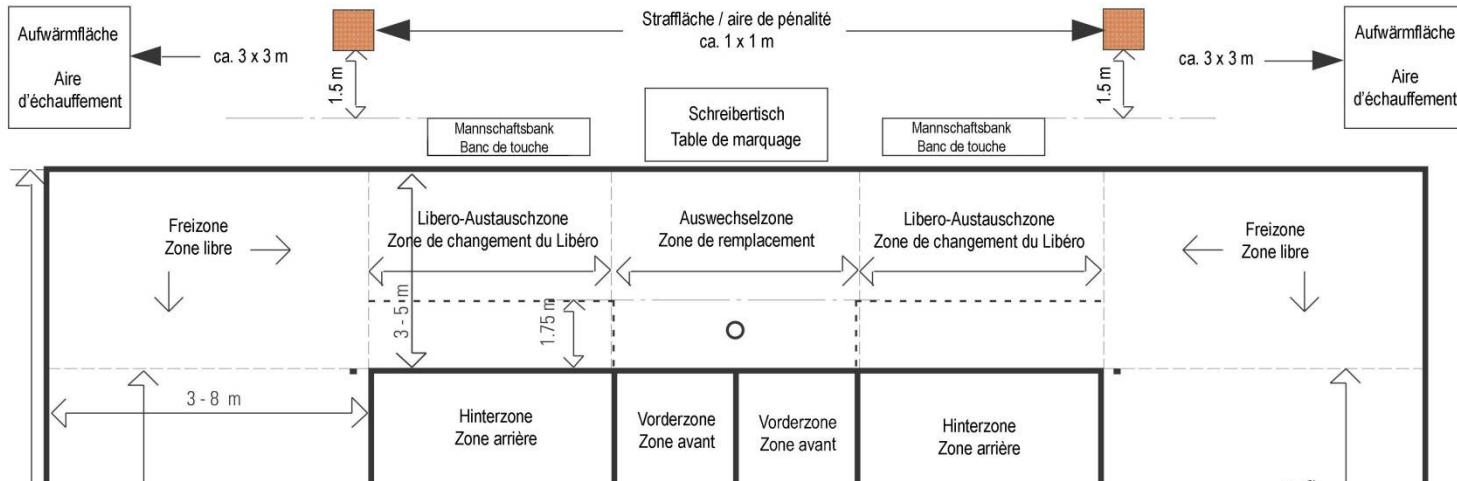 Aufwärmfläche
Aire
d'échauffement
ca. 3 x 3 m
Straffläche / aire de pénalité
ca. 1 x 1 m
ca. 3 x 3 m
Aufwärmfläche
Aire
d'échauffement
1.5 m
1.5 m
Mannschaftsbank
Banc de touche
Schreibertisch
Table de marquage
Mannschaftsbank
Banc de touche
Freizone
Zone libre
Libero-Austauschzone
Zone de changement du Libéro
Auswechselzone
Zone de remplacement
Libero-Austauschzone
Zone de changement du Libéro
Freizone
Zone libre
3 - 5 m
1.75 m
3 - 8 m
Hinterzone
Zone arrière
Vorderzone
Zone avant
Vorderzone
Zone avant
Hinterzone
Zone arrière